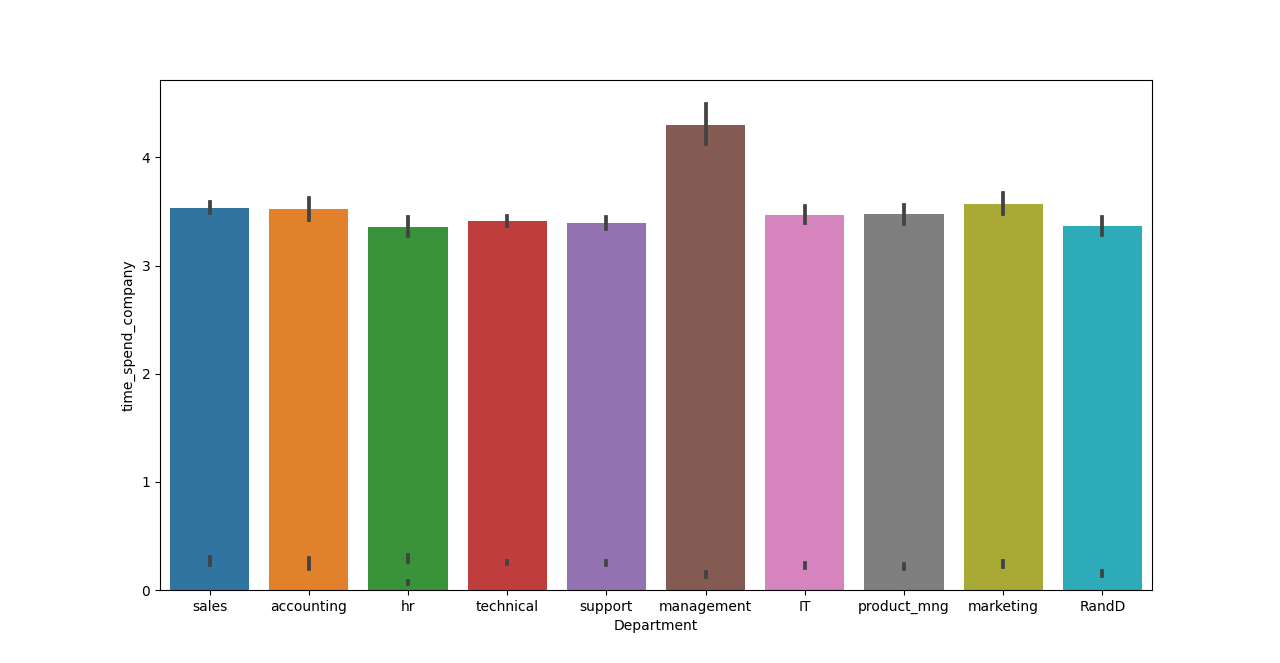 time_spend_company
4
3
2
1
0
sales accounting hr technical support management IT product_mng marketing RandD
Department